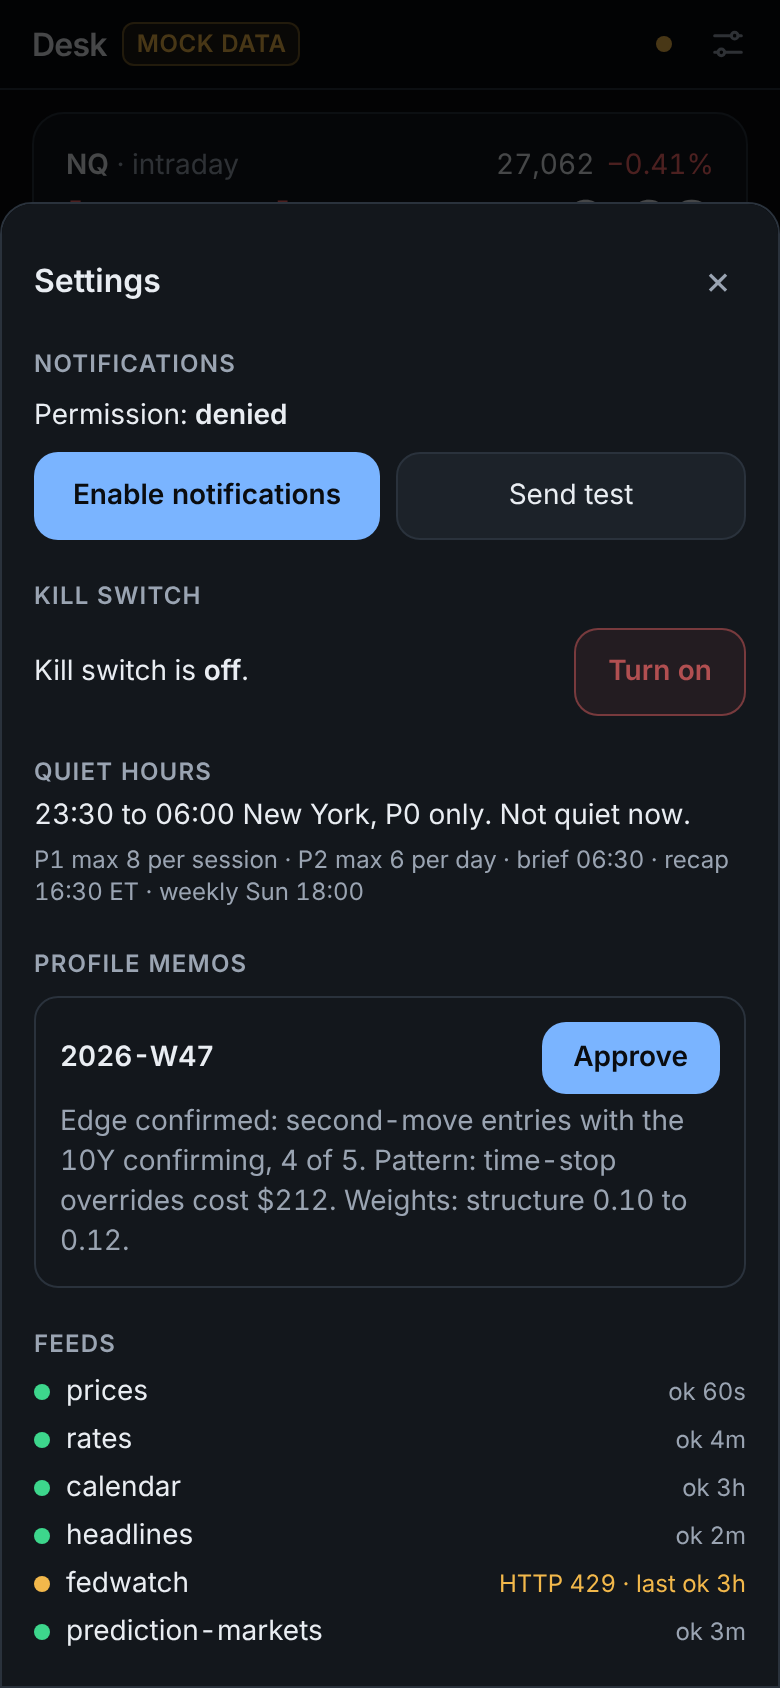 Desk MOCK DATA
NQ · intraday 27,062 −0.41%
Settings ×
NOTIFICATIONS
Permission: denied
Enable notifications Send test
KILL SWITCH
Kill switch is off. Turn on
QUIET HOURS
23:30 to 06:00 New York, P0 only. Not quiet now.
P1 max 8 per session · P2 max 6 per day · brief 06:30 · recap
16:30 ET · weekly Sun 18:00
PROFILE MEMOS
2026-W47 Approve
Edge confirmed: second-move entries with the
10Y confirming, 4 of 5. Pattern: time-stop
overrides cost $212. Weights: structure 0.10 to
0.12.
FEEDS
prices ok 60s
rates ok 4m
calendar ok 3h
headlines ok 2m
fedwatch HTTP 429 · last ok 3h
prediction-markets ok 3m